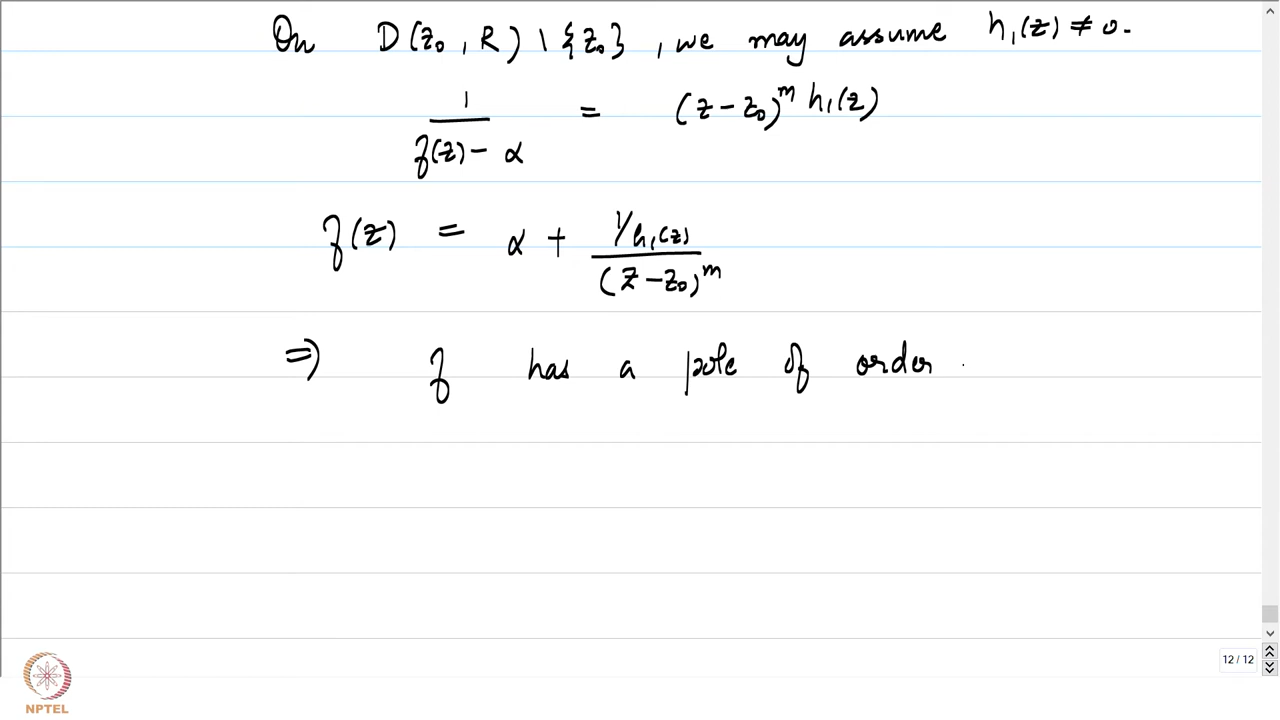 On D(z₀, R) \ {z₀}, we may assume h₁(z) ≠ 0.
1/(f(z) − α) = (z − z₀)ᵐ h₁(z)
f(z) = α + (1/h₁(z))/(z − z₀)ᵐ
⇒ f has a pole of order
12 / 12
NPTEL